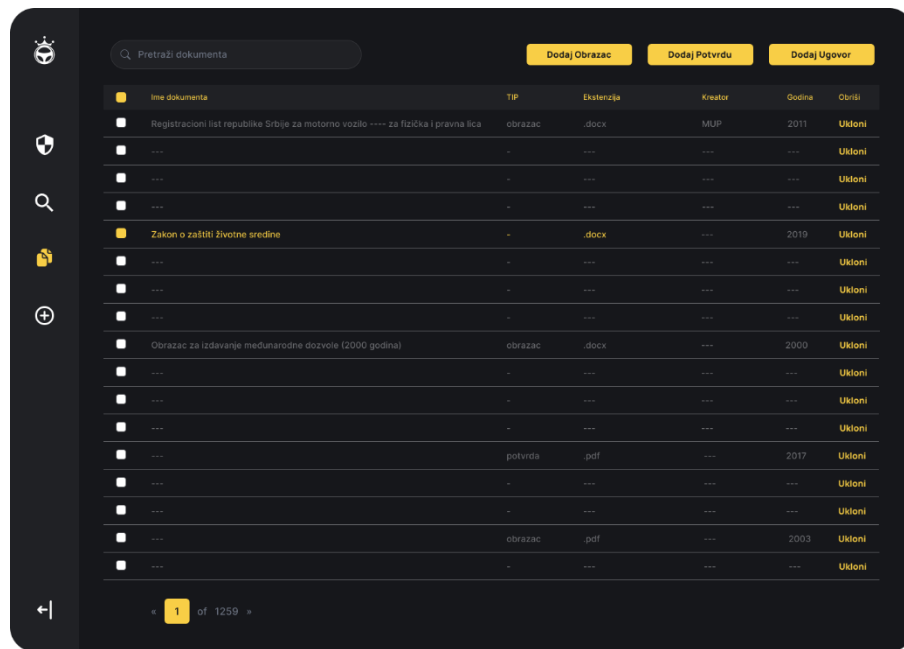 Pretraži dokumenta
Dodaj Obrazac Dodaj Potvrdu Dodaj Ugovor
Ime dokumenta TIP Ekstenzija Kreator Godina Obriši
Registracioni list republike Srbije za motorno vozilo ---- za fizička i pravna lica obrazac .docx MUP 2011 Ukloni
--- - --- --- --- Ukloni
--- - --- --- --- Ukloni
--- - --- --- --- Ukloni
Zakon o zaštiti životne sredine - .docx --- 2019 Ukloni
--- - --- --- --- Ukloni
--- - --- --- --- Ukloni
--- - --- --- --- Ukloni
Obrazac za izdavanje međunarodne dozvole (2000 godina) obrazac .docx --- 2000 Ukloni
--- - --- --- --- Ukloni
--- - --- --- --- Ukloni
--- - --- --- --- Ukloni
--- potvrda .pdf --- 2017 Ukloni
--- - --- --- --- Ukloni
--- - --- --- --- Ukloni
--- obrazac .pdf --- 2003 Ukloni
--- - --- --- --- Ukloni
« 1 of 1259 »